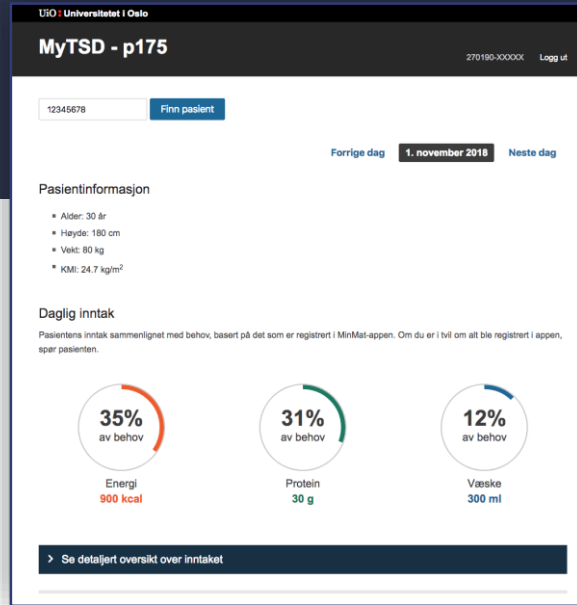 UiO Universitetet i Oslo
MyTSD - p175
270190-XXXXX Logg ut
12345678 Finn pasient
Forrige dag 1. november 2018 Neste dag
Pasientinformasjon
Alder: 30 år
Høyde: 180 cm
Vekt: 80 kg
KMI: 24.7 kg/m²
Daglig inntak
Pasientens inntak sammenlignet med behov, basert på det som er registrert i MinMat-appen. Om du er i tvil om alt ble registrert i appen,
spør pasienten.
35% 31% 12%
av behov av behov av behov
Energi Protein Væske
900 kcal 30 g 300 ml
> Se detaljert oversikt over inntaket